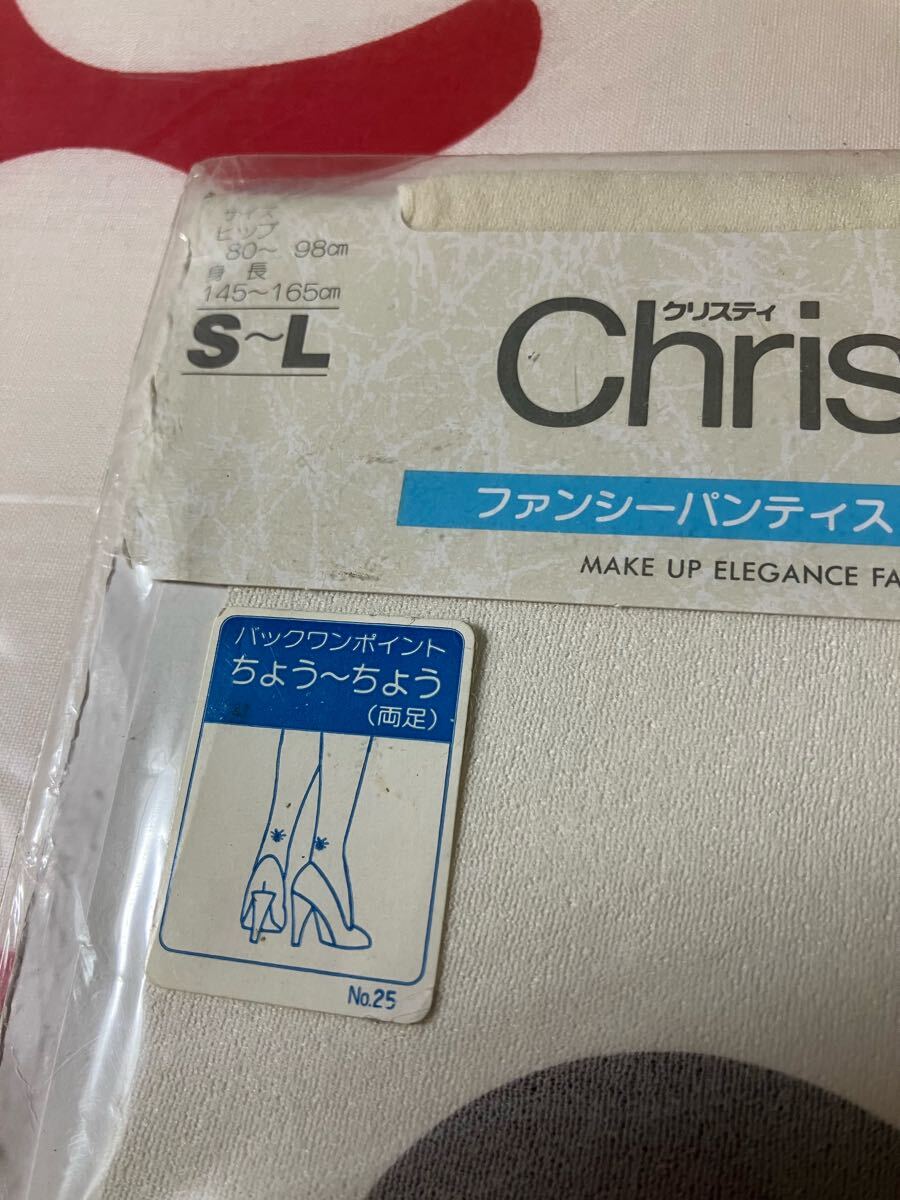 サイズ
ヒップ
80～98cm
身長
145～165cm
S～L
クリスティ
Chris
ファンシーパンティス
MAKE UP ELEGANCE FA
バックワンポイント
ちょう～ちょう
(両足)
No.25